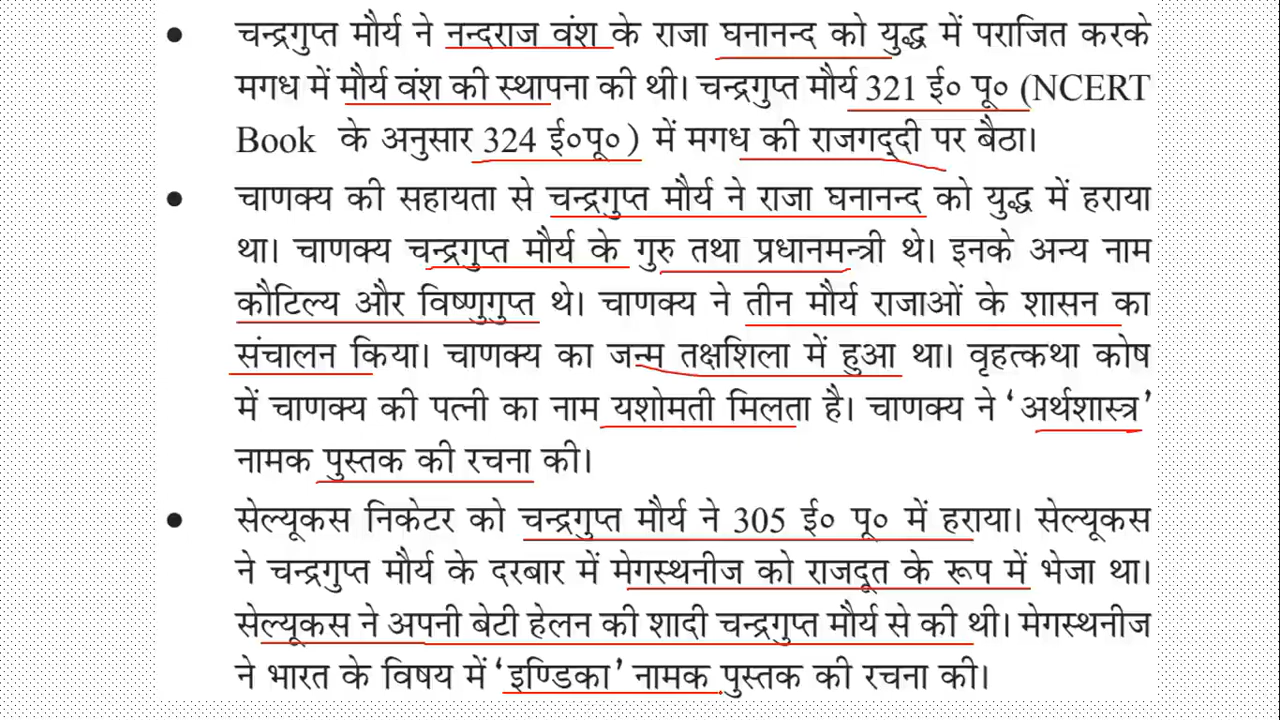 ● चन्द्रगुप्त मौर्य ने नन्दराज वंश के राजा घनानन्द को युद्ध में पराजित करके
मगध में मौर्य वंश की स्थापना की थी। चन्द्रगुप्त मौर्य 321 ई० पू० (NCERT
Book के अनुसार 324 ई०पू०) में मगध की राजगद्दी पर बैठा।
● चाणक्य की सहायता से चन्द्रगुप्त मौर्य ने राजा घनानन्द को युद्ध में हराया
था। चाणक्य चन्द्रगुप्त मौर्य के गुरु तथा प्रधानमन्त्री थे। इनके अन्य नाम
कौटिल्य और विष्णुगुप्त थे। चाणक्य ने तीन मौर्य राजाओं के शासन का
संचालन किया। चाणक्य का जन्म तक्षशिला में हुआ था। वृहत्कथा कोष
में चाणक्य की पत्नी का नाम यशोमती मिलता है। चाणक्य ने ‘अर्थशास्त्र’
नामक पुस्तक की रचना की।
● सेल्यूकस निकेटर को चन्द्रगुप्त मौर्य ने 305 ई० पू० में हराया। सेल्यूकस
ने चन्द्रगुप्त मौर्य के दरबार में मेगस्थनीज को राजदूत के रूप में भेजा था।
सेल्यूकस ने अपनी बेटी हेलन की शादी चन्द्रगुप्त मौर्य से की थी। मेगस्थनीज
ने भारत के विषय में ‘इण्डिका’ नामक पुस्तक की रचना की।